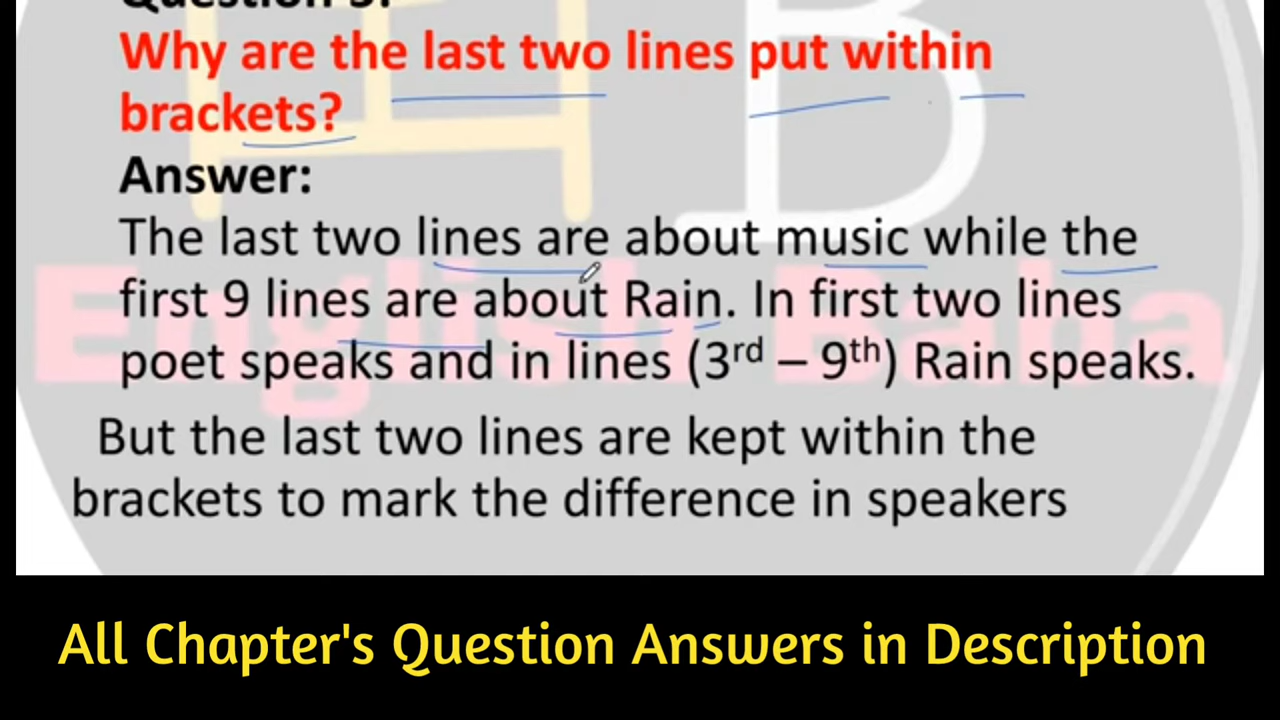 Why are the last two lines put within
brackets?
Answer:
The last two lines are about music while the
first 9 lines are about Rain. In first two lines
poet speaks and in lines (3rd – 9th) Rain speaks.
But the last two lines are kept within the
brackets to mark the difference in speakers
English Baba
All Chapter's Question Answers in Description